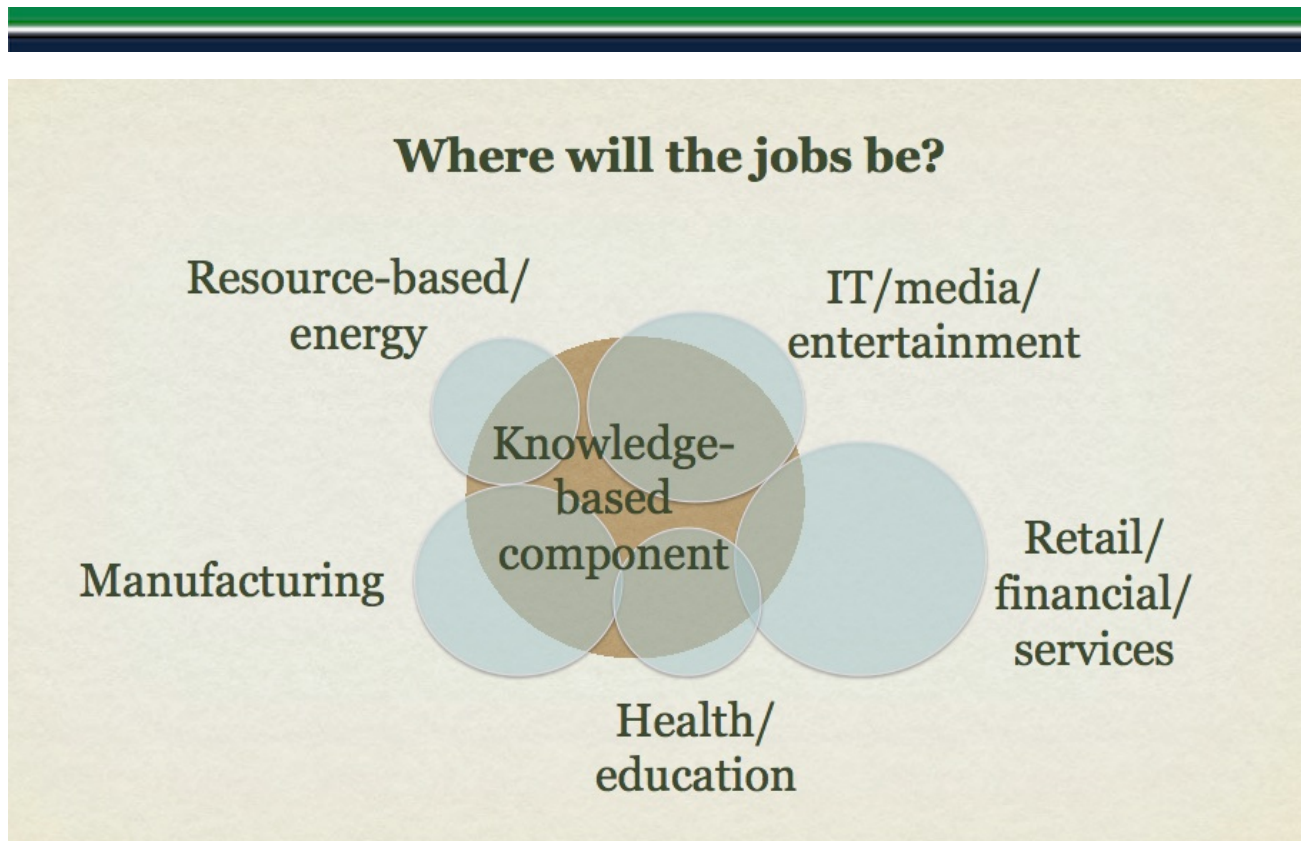 Where will the jobs be?
Resource-based/
energy
IT/media/
entertainment
Knowledge-
based
component
Manufacturing
Retail/
financial/
services
Health/
education